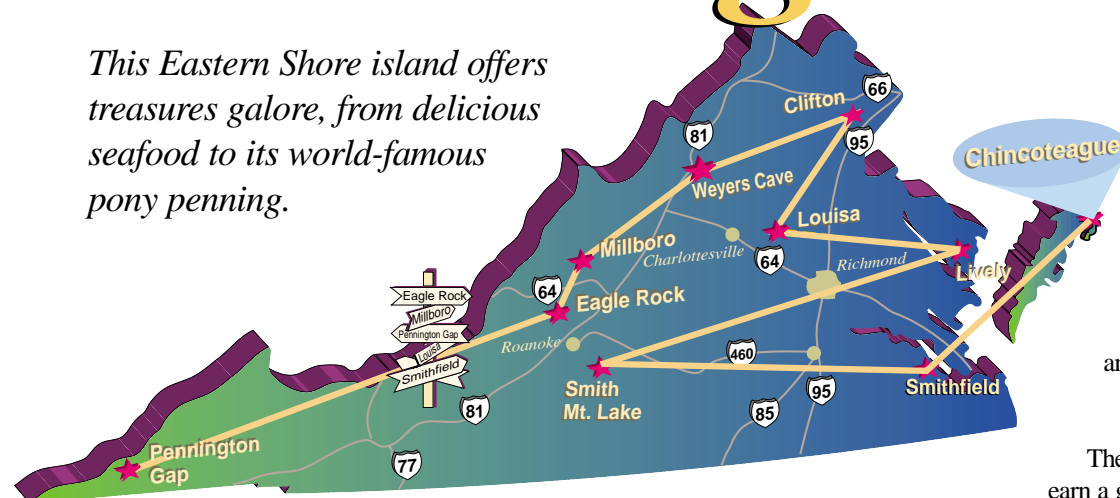 This Eastern Shore island offers
treasures galore, from delicious
seafood to its world-famous
pony penning.
Clifton
66
81
95
Chincoteague
Weyers Cave
Louisa
Millboro
Charlottesville
64
Richmond
Lively
Eagle Rock
Millboro
Pennington Gap
Louisa
Smithfield
64
Eagle Rock
Roanoke
460
Smith
Mt. Lake
Smithfield
81
85
95
Pennington
Gap
77
The